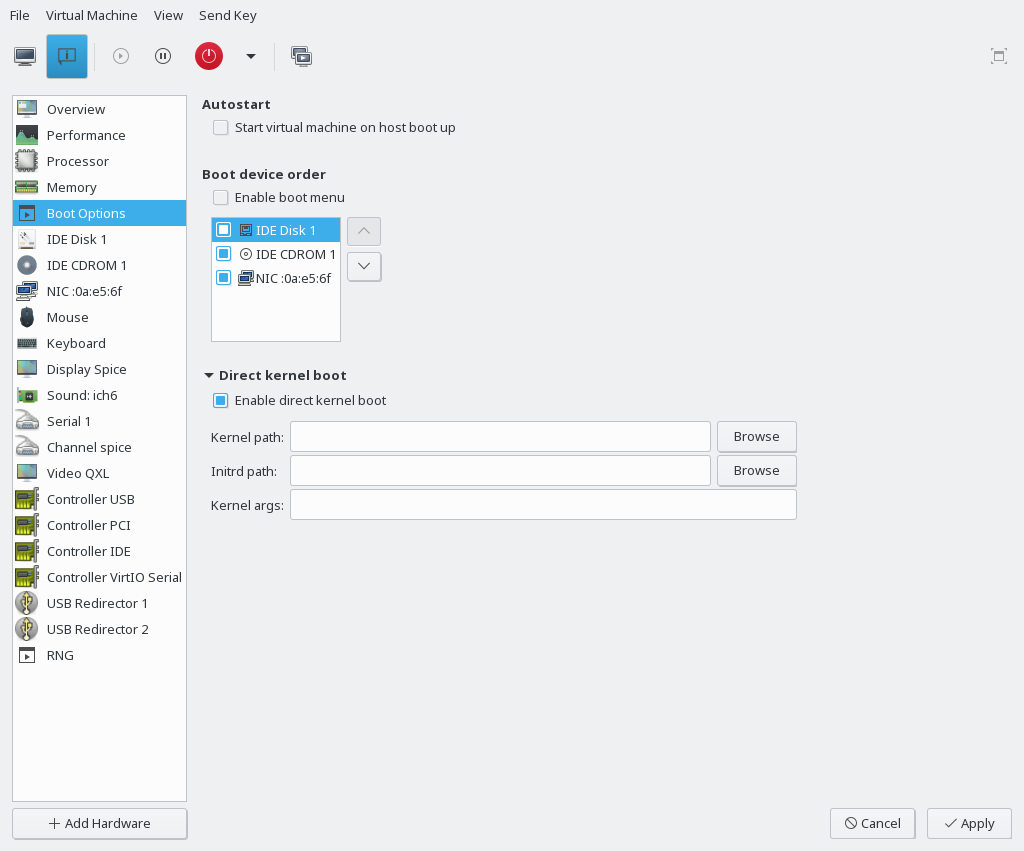 File Virtual Machine View Send Key
Overview
Performance
Processor
Memory
Boot Options
IDE Disk 1
IDE CDROM 1
NIC :0a:e5:6f
Mouse
Keyboard
Display Spice
Sound: ich6
Serial 1
Channel spice
Video QXL
Controller USB
Controller PCI
Controller IDE
Controller VirtIO Serial
USB Redirector 1
USB Redirector 2
RNG
Add Hardware
Autostart
Start virtual machine on host boot up
Boot device order
Enable boot menu
IDE Disk 1
IDE CDROM 1
NIC :0a:e5:6f
Direct kernel boot
Enable direct kernel boot
Kernel path: Browse
Initrd path: Browse
Kernel args:
Cancel Apply